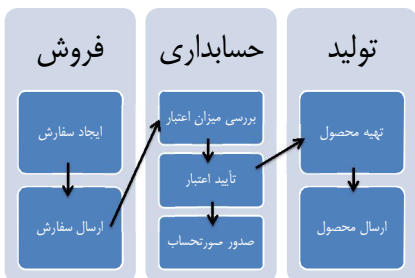 تولید
تهیه محصول
ارسال محصول
حسابداری
بررسی میزان اعتبار
تأیید اعتبار
صدور صورتحساب
فروش
ایجاد سفارش
ارسال سفارش